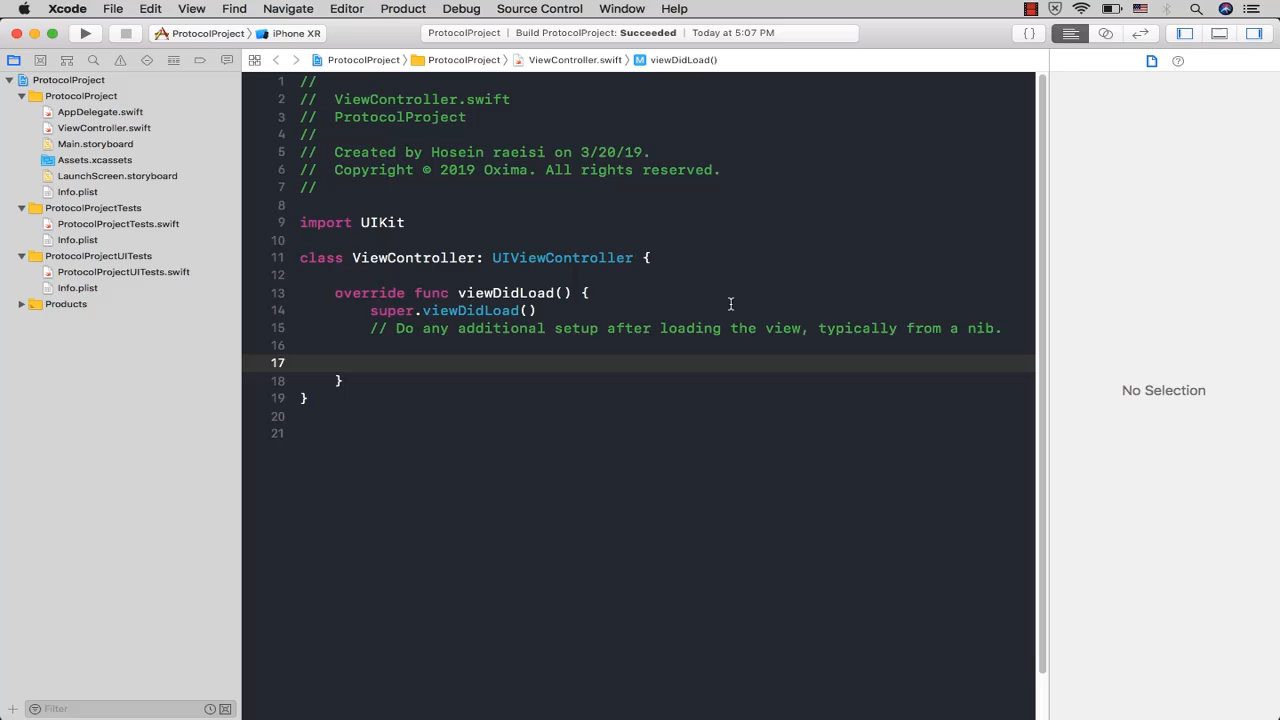 Xcode File Edit View Find Navigate Editor Product Debug Source Control Window Help
ProtocolProject iPhone XR
ProtocolProject | Build ProtocolProject: Succeeded | Today at 5:07 PM
ProtocolProject ProtocolProject ViewController.swift M viewDidLoad()
ProtocolProject
ProtocolProject
AppDelegate.swift
ViewController.swift
Main.storyboard
Assets.xcassets
LaunchScreen.storyboard
Info.plist
ProtocolProjectTests
ProtocolProjectTests.swift
Info.plist
ProtocolProjectUITests
ProtocolProjectUITests.swift
Info.plist
Products
Filter
1 //
2 //  ViewController.swift
3 //  ProtocolProject
4 //
5 //  Created by Hosein raeisi on 3/20/19.
6 //  Copyright © 2019 Oxima. All rights reserved.
7 //
8
9 import UIKit
10
11 class ViewController: UIViewController {
12
13     override func viewDidLoad() {
14         super.viewDidLoad()
15         // Do any additional setup after loading the view, typically from a nib.
16
17
18     }
19 }
20
21
No Selection